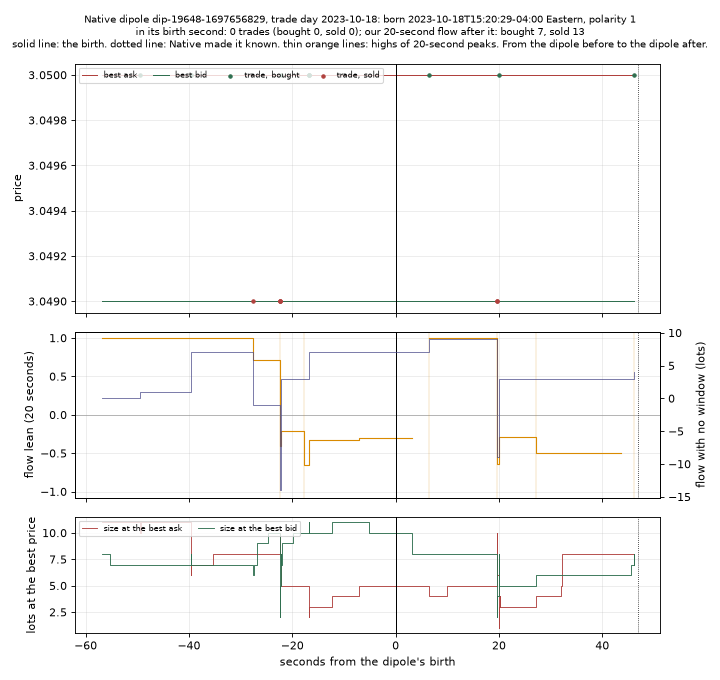 Native dipole dip-19648-1697656829, trade day 2023-10-18: born 2023-10-18T15:20:29-04:00 Eastern, polarity 1
in its birth second: 0 trades (bought 0, sold 0); our 20-second flow after it: bought 7, sold 13
solid line: the birth. dotted line: Native made it known. thin orange lines: highs of 20-second peaks. From the dipole before to the dipole after.
best ask
best bid
trade, bought
trade, sold
3.0500
3.0498
3.0496
3.0494
3.0492
3.0490
price
1.0
0.5
0.0
−0.5
−1.0
flow lean (20 seconds)
10
5
0
−5
−10
−15
flow with no window (lots)
size at the best ask
size at the best bid
10.0
7.5
5.0
2.5
lots at the best price
−60
−40
−20
0
20
40
seconds from the dipole's birth